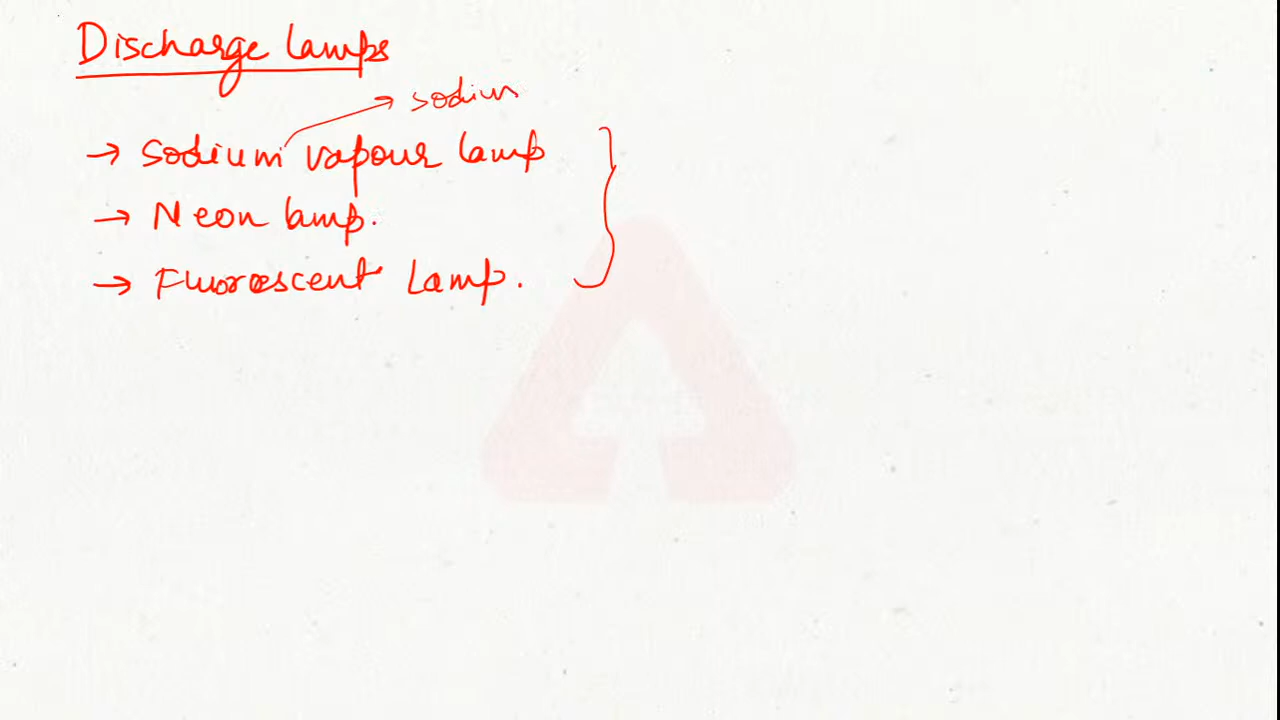 Discharge lamps
→ sodium
→ sodium vapour lamp
→ Neon lamp.
→ Fluorescent lamp.